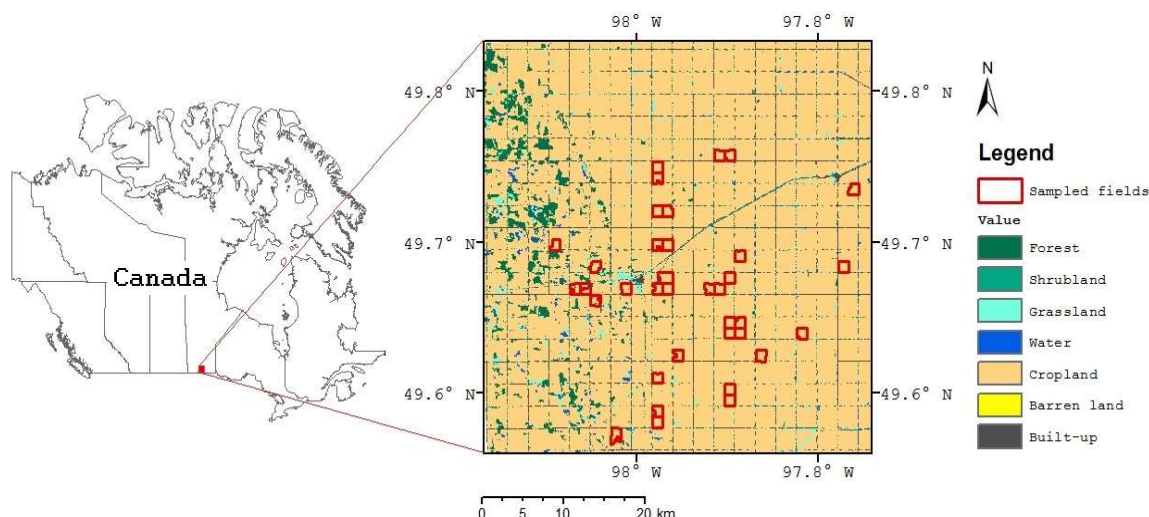 98° W 97.8° W
49.8° N 49.8° N
N
Legend
Sampled fields
Value
49.7° N 49.7° N
Forest
Shrubland
Grassland
Water
Cropland
Barren land
Built-up
Canada
49.6° N 49.6° N
98° W 97.8° W
0 5 10 20 km